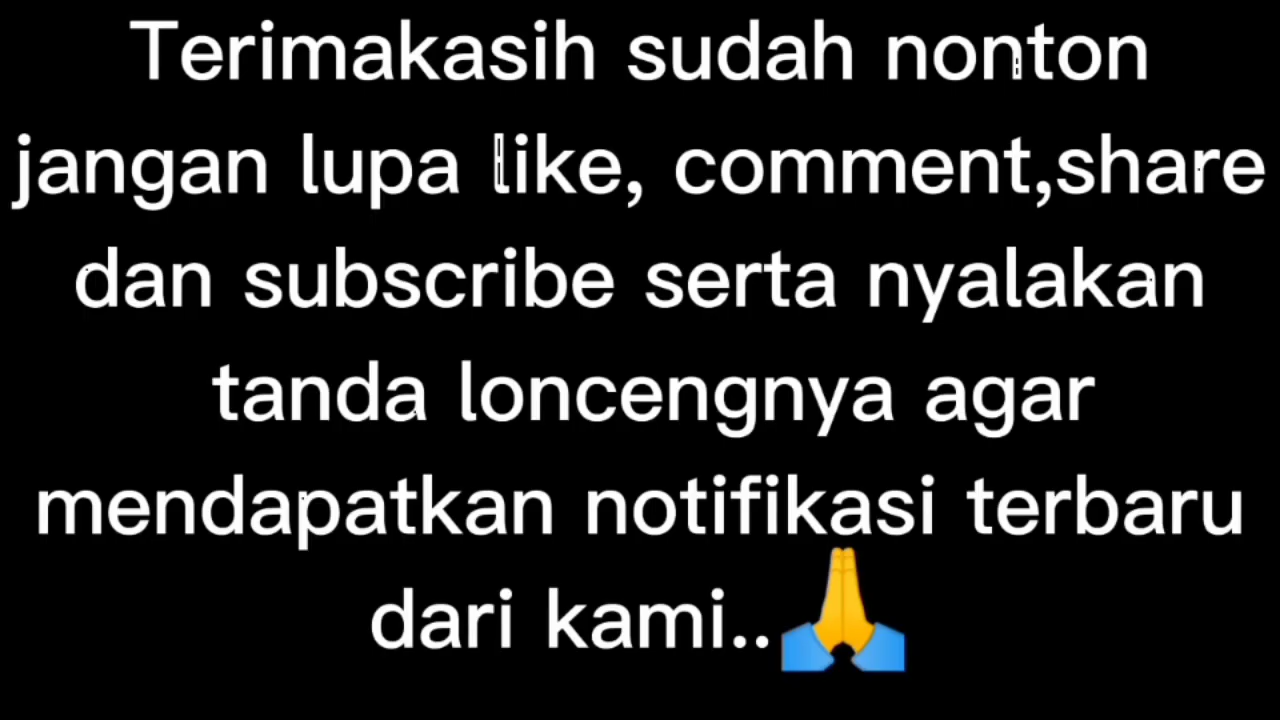 Terimakasih sudah nonton
jangan lupa like, comment,share
dan subscribe serta nyalakan
tanda loncengnya agar
mendapatkan notifikasi terbaru
dari kami..🙏